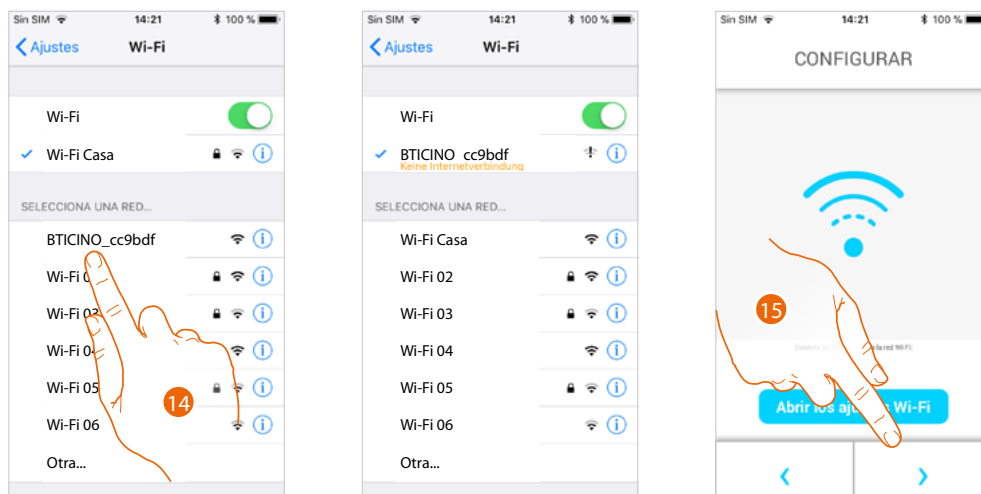 Sin SIM 14:21 100 %
Ajustes Wi-Fi
Wi-Fi
Wi-Fi Casa
SELECCIONA UNA RED...
BTICINO_cc9bdf
Wi-Fi 0
Wi-Fi 03
Wi-Fi 04
Wi-Fi 05
14
Wi-Fi 06
Otra...
Sin SIM 14:21 100 %
Ajustes Wi-Fi
Wi-Fi
BTICINO_cc9bdf
Keine Internetverbindung
SELECCIONA UNA RED...
Wi-Fi Casa
Wi-Fi 02
Wi-Fi 03
Wi-Fi 04
Wi-Fi 05
Wi-Fi 06
Otra...
Sin SIM 14:21 100 %
CONFIGURAR
15
a la red Wi-Fi:
Abrir los Wi-Fi